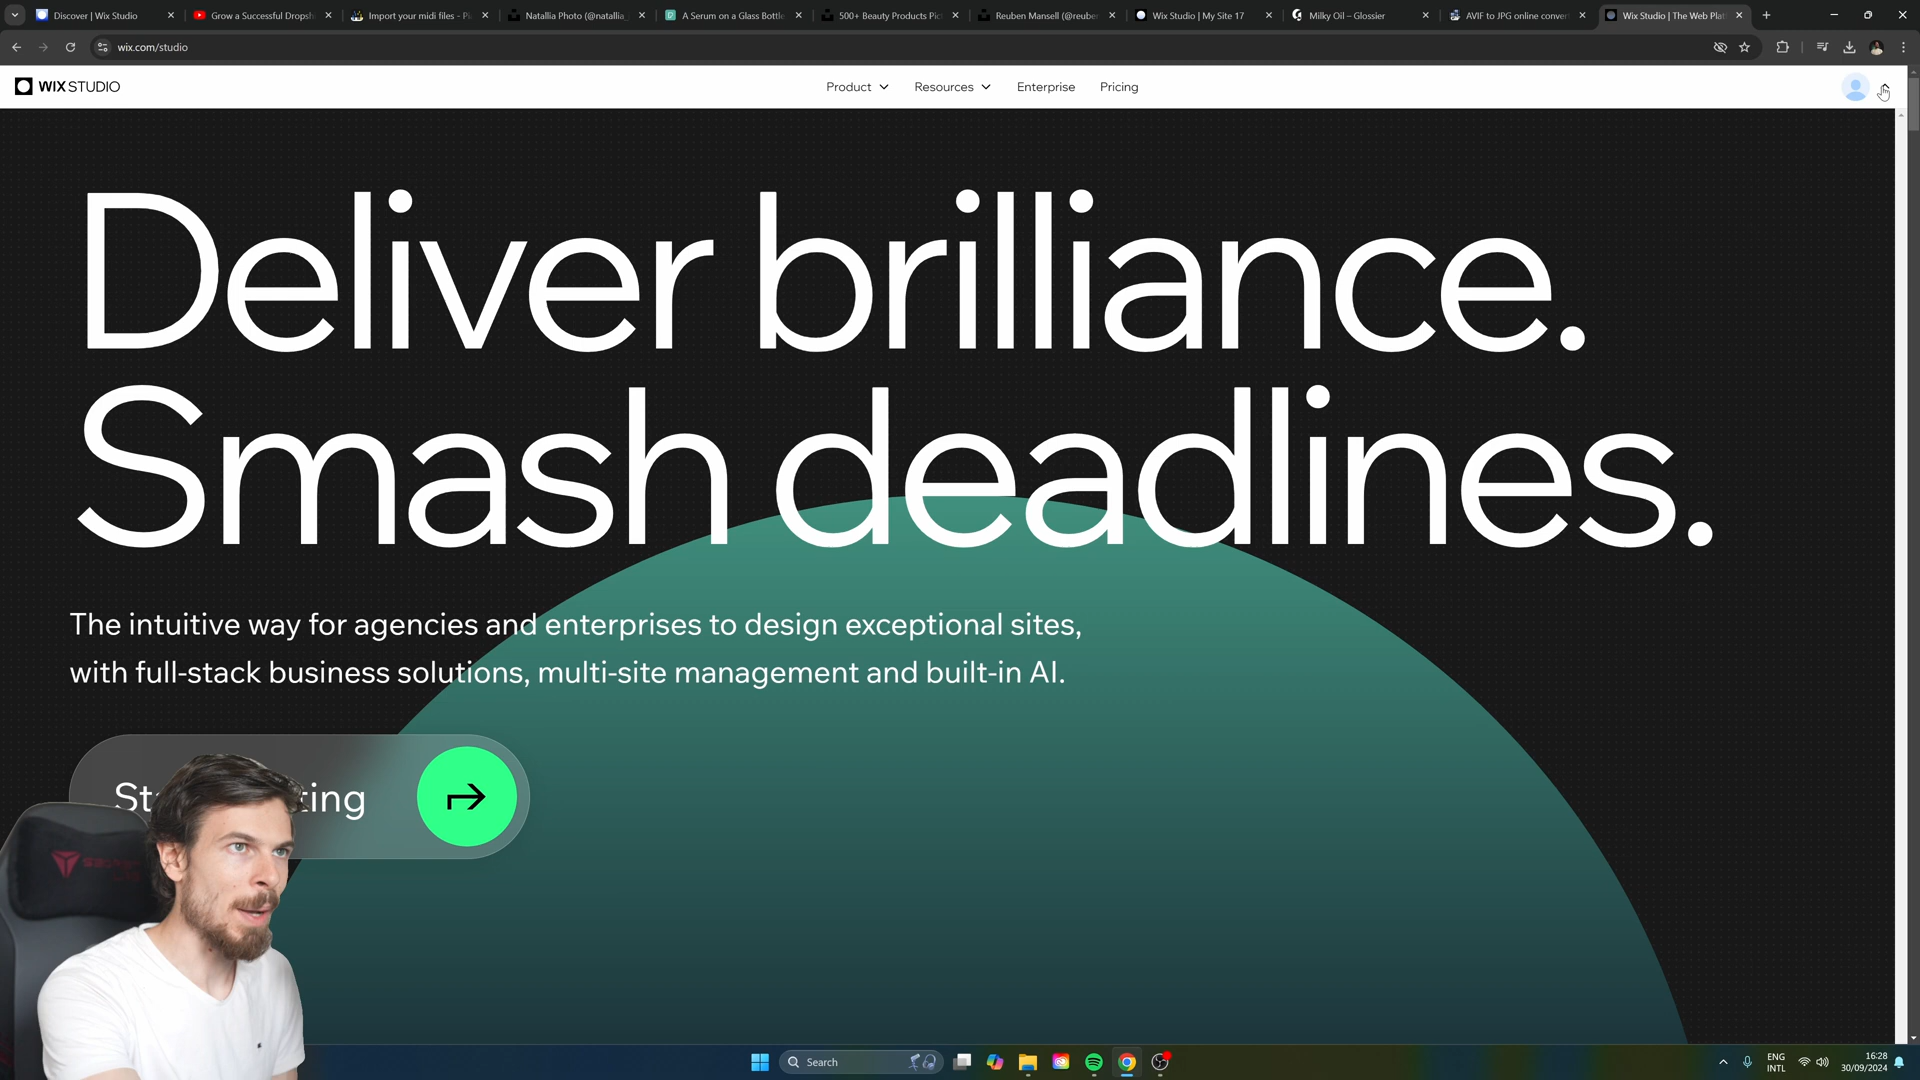 Discover | Wix Studio
Grow a Successful Dropsh
Import your midi files - Pi
Natallia Photo (@natallia_
A Serum on a Glass Bottle
500+ Beauty Products Pic
Reuben Mansell (@reube
Wix Studio | My Site 17
Milky Oil – Glossier
AVIF to JPG online conver
Wix Studio | The Web Plat
wix.com/studio
WIX STUDIO
Product
Resources
Enterprise
Pricing
Deliver brilliance.
Smash deadlines.
The intuitive way for agencies and enterprises to design exceptional sites,
with full-stack business solutions, multi-site management and built-in AI.
St ting
Search
ENG
INTL
16:28
30/09/2024